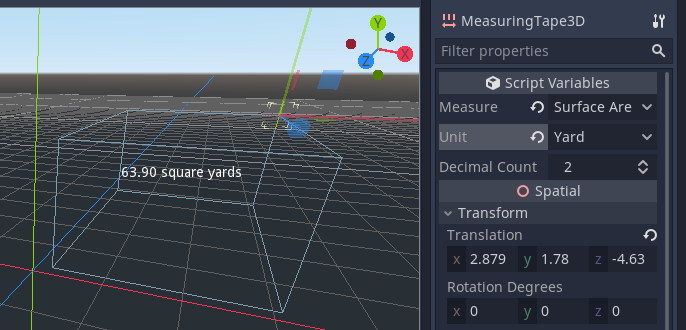 Y
X
Z
63.90 square yards
MeasuringTape3D
Filter properties
Script Variables
Measure Surface Are
Unit Yard
Decimal Count 2
Spatial
Transform
Translation
x 2.879 y 1.78 z -4.63
Rotation Degrees
x 0 y 0 z 0